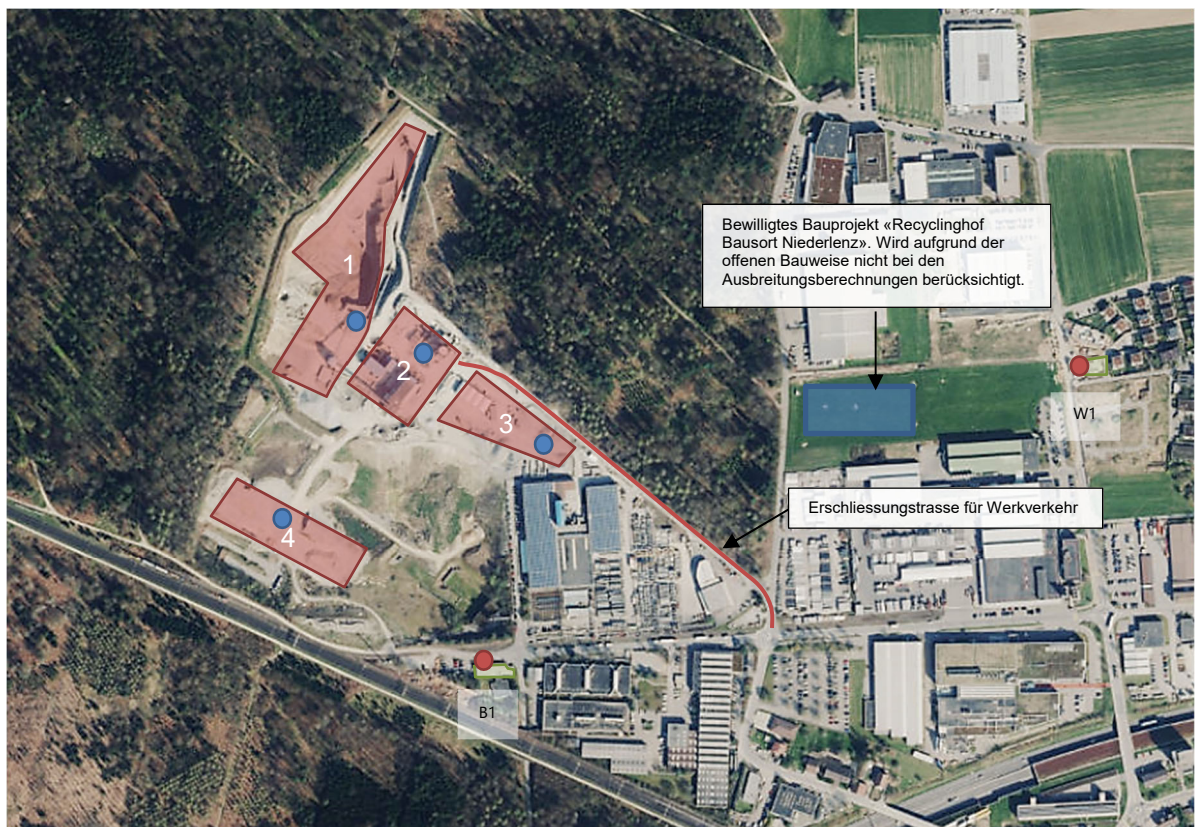 Bewilligtes Bauprojekt «Recyclinghof
Bausort Niederlenz». Wird aufgrund der
offenen Bauweise nicht bei den
Ausbreitungsberechnungen berücksichtigt.
1
2
3
W1
Erschliessungstrasse für Werkverkehr
4
B1